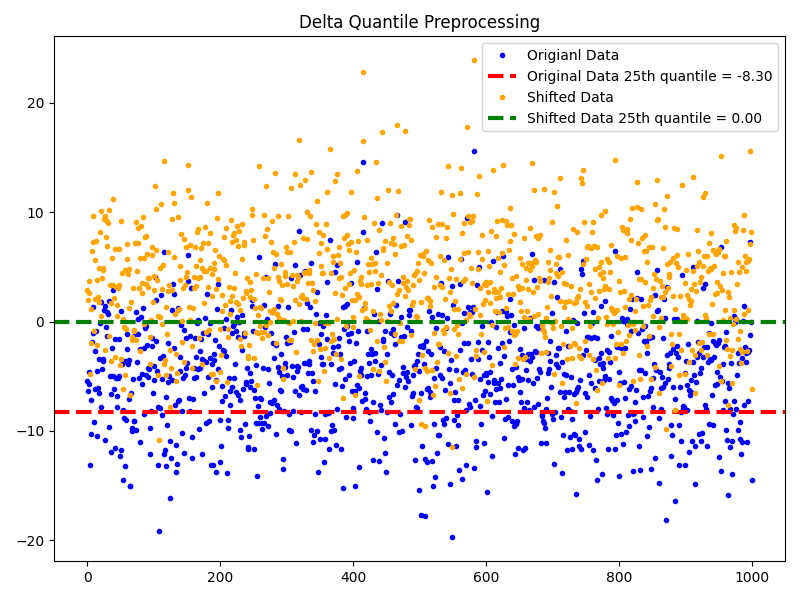 Delta Quantile Preprocessing
Origianl Data
Original Data 25th quantile = -8.30
Shifted Data
Shifted Data 25th quantile = 0.00
20
10
0
−10
−20
0 200 400 600 800 1000